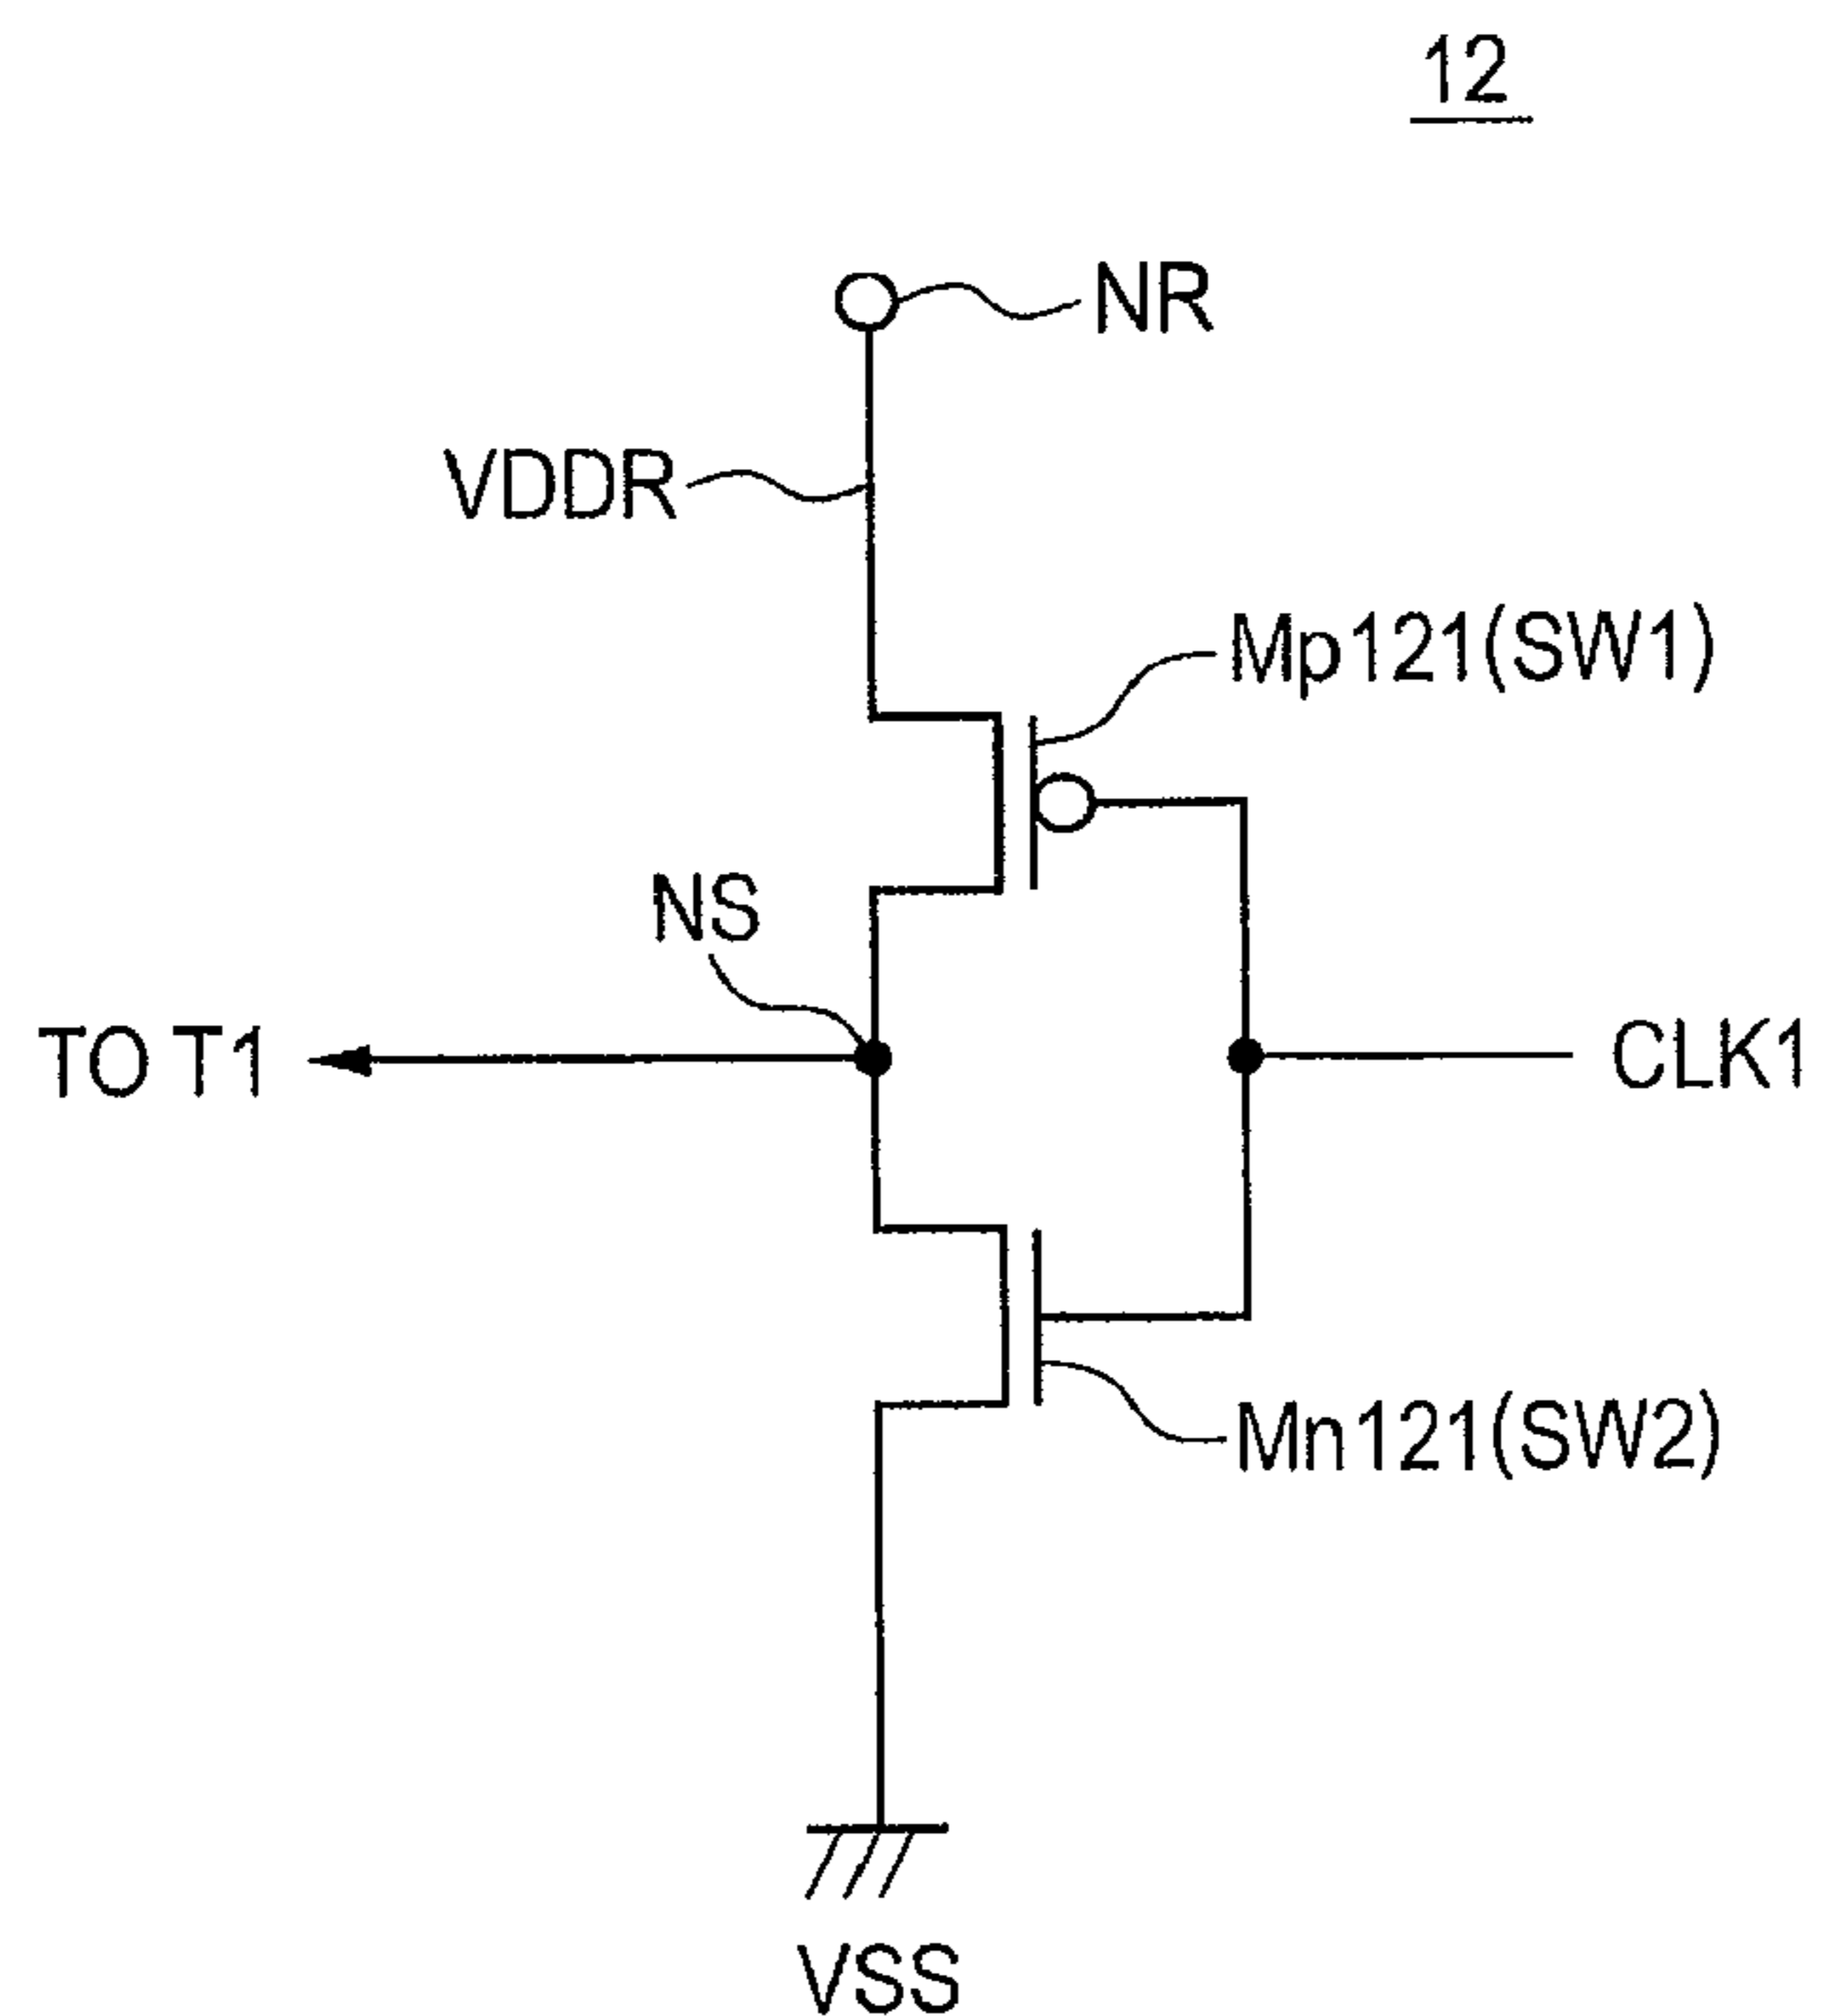 12
NR
VDDR
Mp121(SW1)
NS
TO T1
CLK1
Mn121(SW2)
VSS